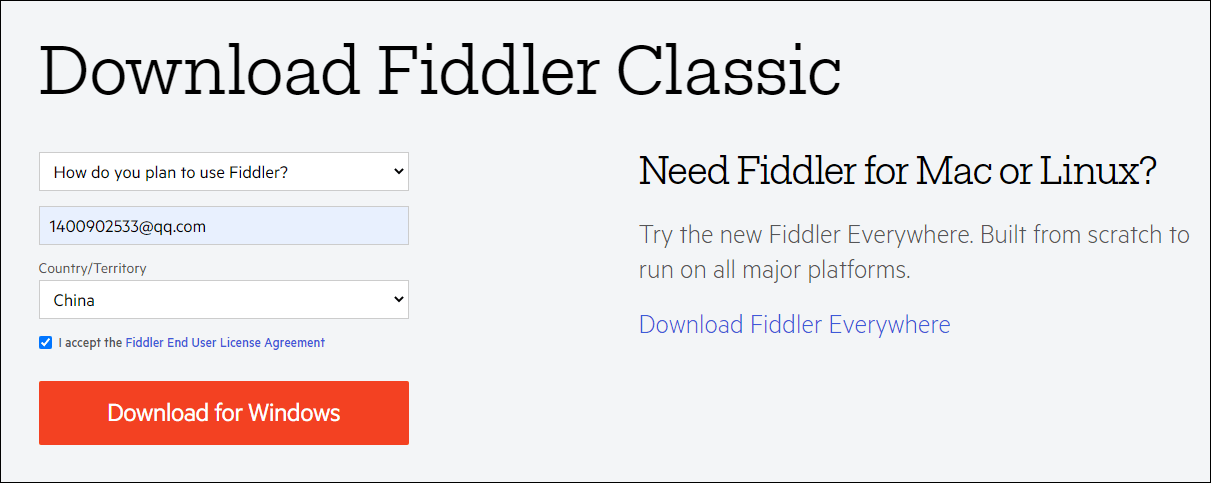 Download Fiddler Classic
How do you plan to use Fiddler?
1400902533@qq.com
Country/Territory
China
I accept the Fiddler End User License Agreement
Download for Windows
Need Fiddler for Mac or Linux?
Try the new Fiddler Everywhere. Built from scratch to
run on all major platforms.
Download Fiddler Everywhere